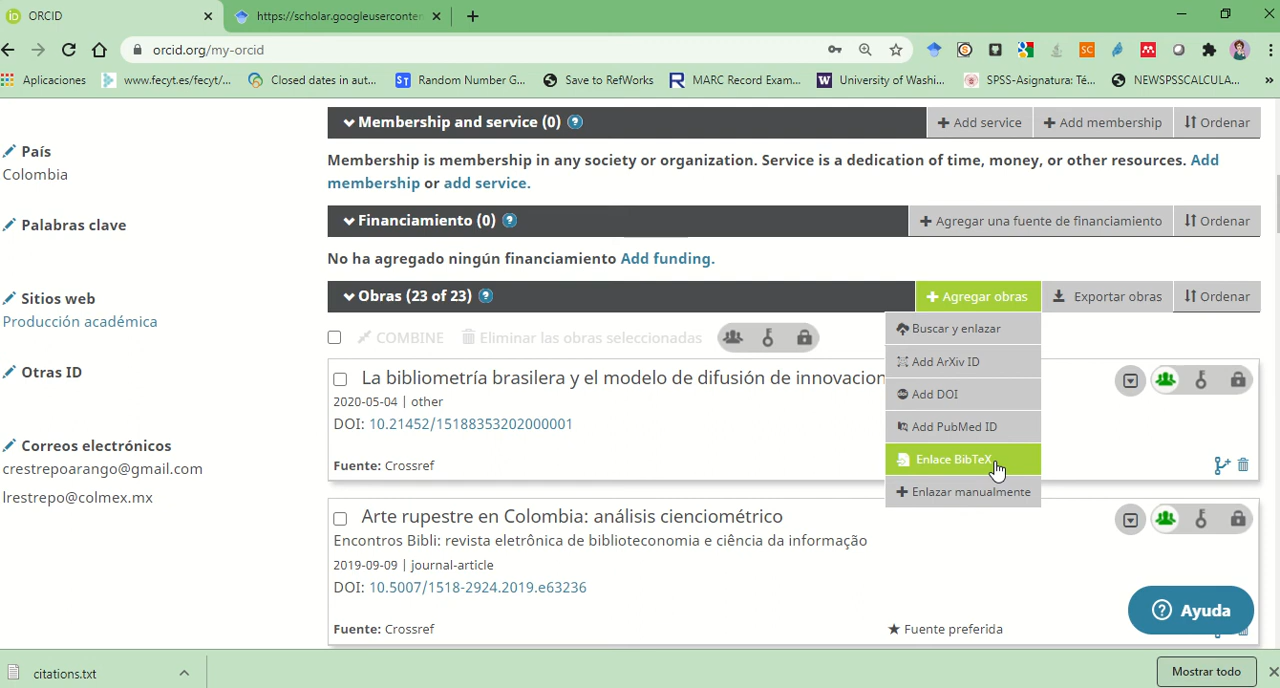 ORCID
https://scholar.googleuserconten
orcid.org/my-orcid
Aplicaciones
www.fecyt.es/fecyt/...
Closed dates in aut...
Random Number G...
Save to RefWorks
MARC Record Exam...
University of Washi...
SPSS-Asignatura: Té...
NEWSPSSCALCULA...
País
Colombia
Palabras clave
Sitios web
Producción académica
Otras ID
Correos electrónicos
crestrepoarango@gmail.com
lrestrepo@colmex.mx
Membership and service (0)
Add service
Add membership
Ordenar
Membership is membership in any society or organization. Service is a dedication of time, money, or other resources. Add
membership or add service.
Financiamiento (0)
Agregar una fuente de financiamiento
Ordenar
No ha agregado ningún financiamiento Add funding.
Obras (23 of 23)
Agregar obras
Exportar obras
Ordenar
COMBINE
Eliminar las obras seleccionadas
Buscar y enlazar
Add ArXiv ID
Add DOI
Add PubMed ID
Enlace BibTeX
Enlazar manualmente
La bibliometría brasilera y el modelo de difusión de innovacion
2020-05-04 | other
DOI: 10.21452/15188353202000001
Fuente: Crossref
Arte rupestre en Colombia: análisis cienciométrico
Encontros Bibli: revista eletrônica de biblioteconomia e ciência da informação
2019-09-09 | journal-article
DOI: 10.5007/1518-2924.2019.e63236
Fuente: Crossref
Fuente preferida
Ayuda
citations.txt
Mostrar todo